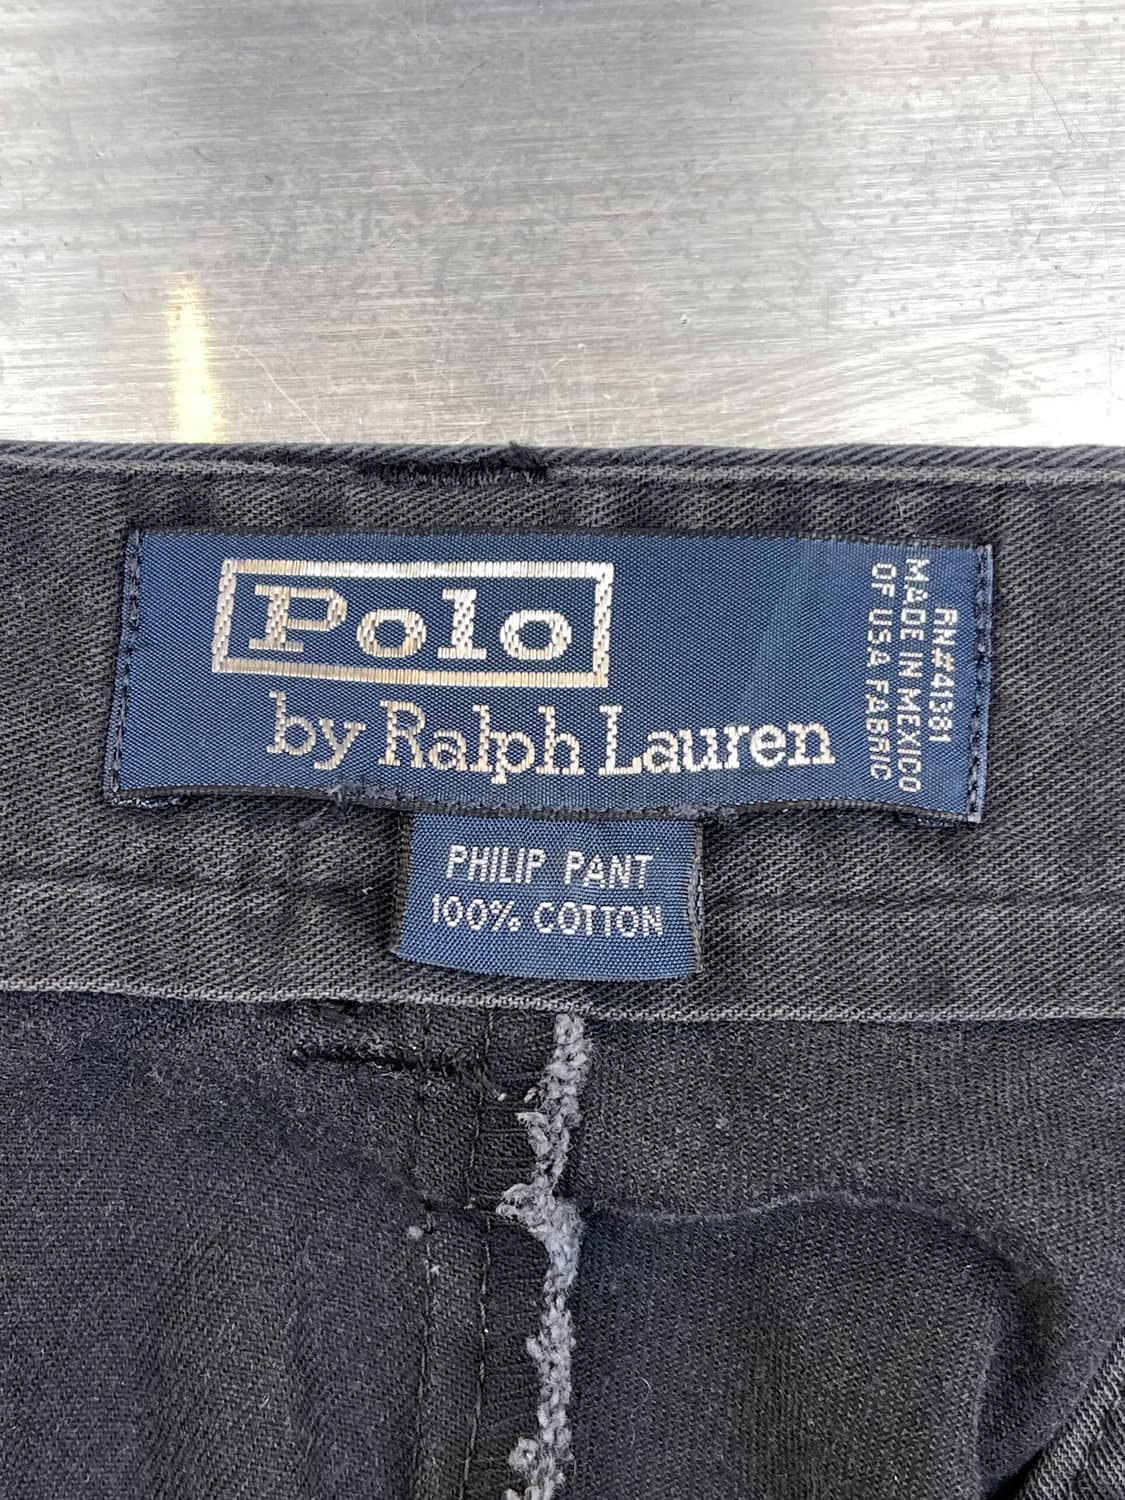 Polo
by Ralph Lauren
RN#41381
MADE IN MEXICO
OF USA FABRIC
PHILIP PANT
100% COTTON